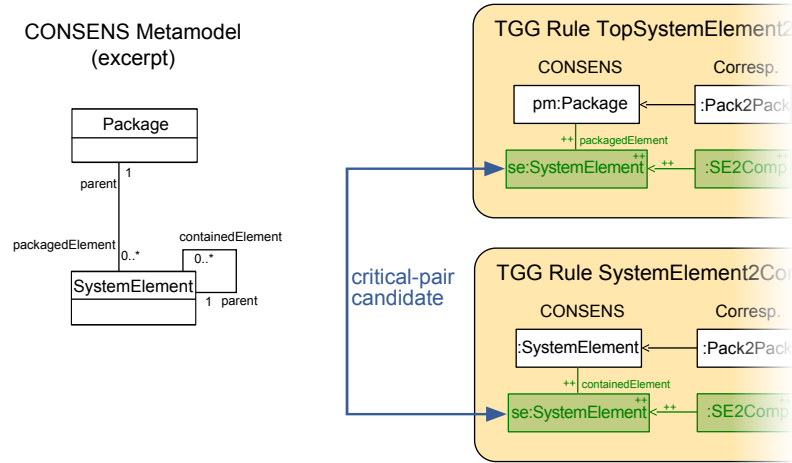 CONSENS Metamodel
(excerpt)
Package
1
parent
packagedElement
0..*
containedElement
0..*
SystemElement
1 parent
critical-pair
candidate
TGG Rule TopSystemElement2
CONSENS
Corresp.
pm:Package
:Pack2Pack
++ packagedElement
se:SystemElement
++
++
:SE2Comp
++
TGG Rule SystemElement2Co
CONSENS
Corresp.
:SystemElement
:Pack2Pack
++ containedElement
se:SystemElement
++
++
:SE2Comp
++